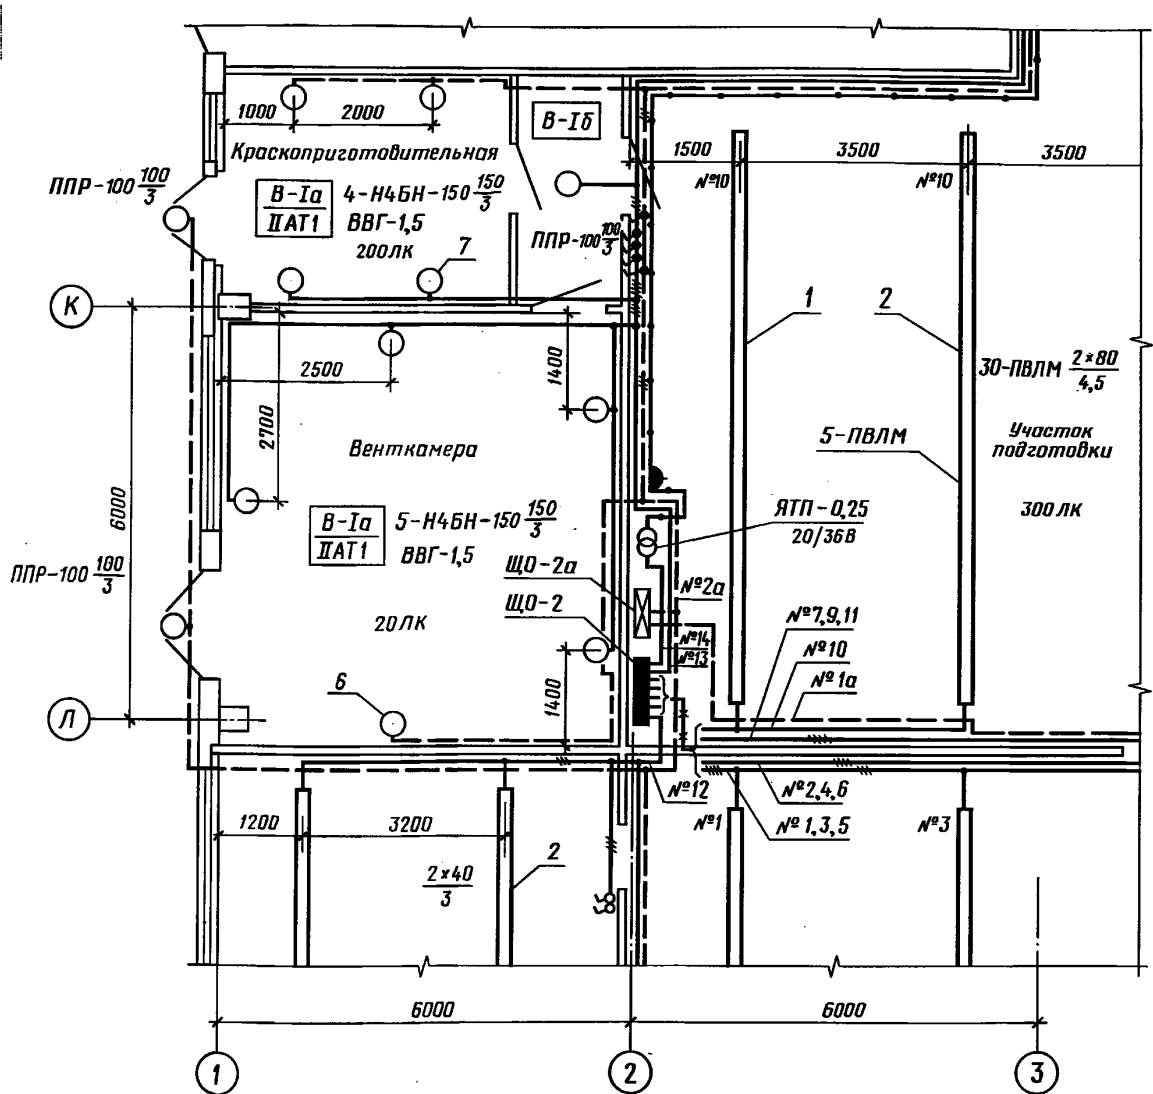 1000
2000
В-Iб
1500
3500
3500
Краскоприготовительная
№10
№10
ППР-100 100/3
В-Iа
IIАТ1
4-Н4БН-150 150/3
ВВГ-1,5
200ЛК
ППР-100 100/3
7
К
1
2
2500
1400
30-ПВЛМ 2×80/4,5
2700
Венткамера
5-ПВЛМ
Участок
подготовки
6000
В-Iа
IIАТ1
5-Н4БН-150 150/3
ВВГ-1,5
ЯТП-0,25
20/36В
300ЛК
ППР-100 100/3
ЩО-2а
№2а
ЩО-2
20ЛК
№7,9,11
№14
№13
№10
№1а
6
1400
Л
№12
№2,4,6
1200
3200
№1
№1,3,5
№3
2×40/3
2
6000
6000
1
2
3